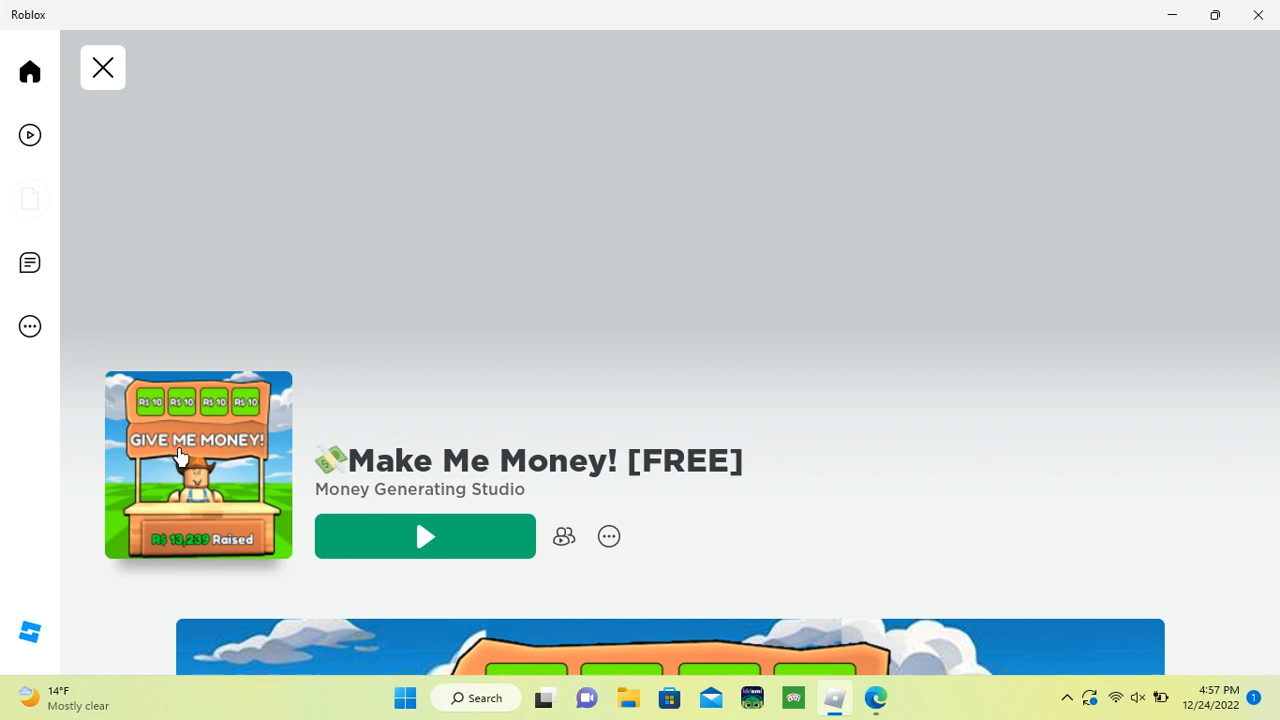 Roblox
R$ 10 R$ 10 R$ 10 R$ 10
GIVE ME MONEY!
R$ 13,239 Raised
Make Me Money! [FREE]
Money Generating Studio
14°F
Mostly clear
Search
kidomi
4:57 PM
12/24/2022
1